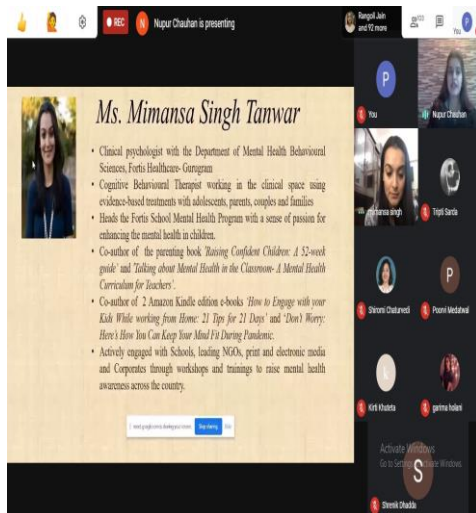 REC
N
Nupur Chauhan is presenting
Rangoli Jain
and 92 more
You
P
Ms. Mimansa Singh Tanwar
• Clinical psychologist with the Department of Mental Health Behavioural
Sciences, Fortis Healthcare- Gurugram
• Cognitive Behavioural Therapist working in the clinical space using
evidence-based treatments with adolescents, parents, couples and families
• Heads the Fortis School Mental Health Program with a sense of passion for
enhancing the mental health in children.
• Co-author of the parenting book 'Raising Confident Children: A 52-week
guide' and 'Talking about Mental Health in the Classroom- A Mental Health
Curriculum for Teachers'.
• Co-author of 2 Amazon Kindle edition e-books 'How to Engage with your
Kids While working from Home: 21 Tips for 21 Days' and 'Don't Worry:
Here's How You Can Keep Your Mind Fit During Pandemic.
• Actively engaged with Schools, leading NGOs, print and electronic media
and Corporates through workshops and trainings to raise mental health
awareness across the country.
Stop sharing
P
You
Nupur Chauhan
mimansa singh
Tripti Sarda
Shiromi Chaturvedi
P
Poorvi Medatwal
k
Kirti Khuteta
garima holani
Activate Windows
Go to Settings to activate Windows.
S
Shrenik Dhadda